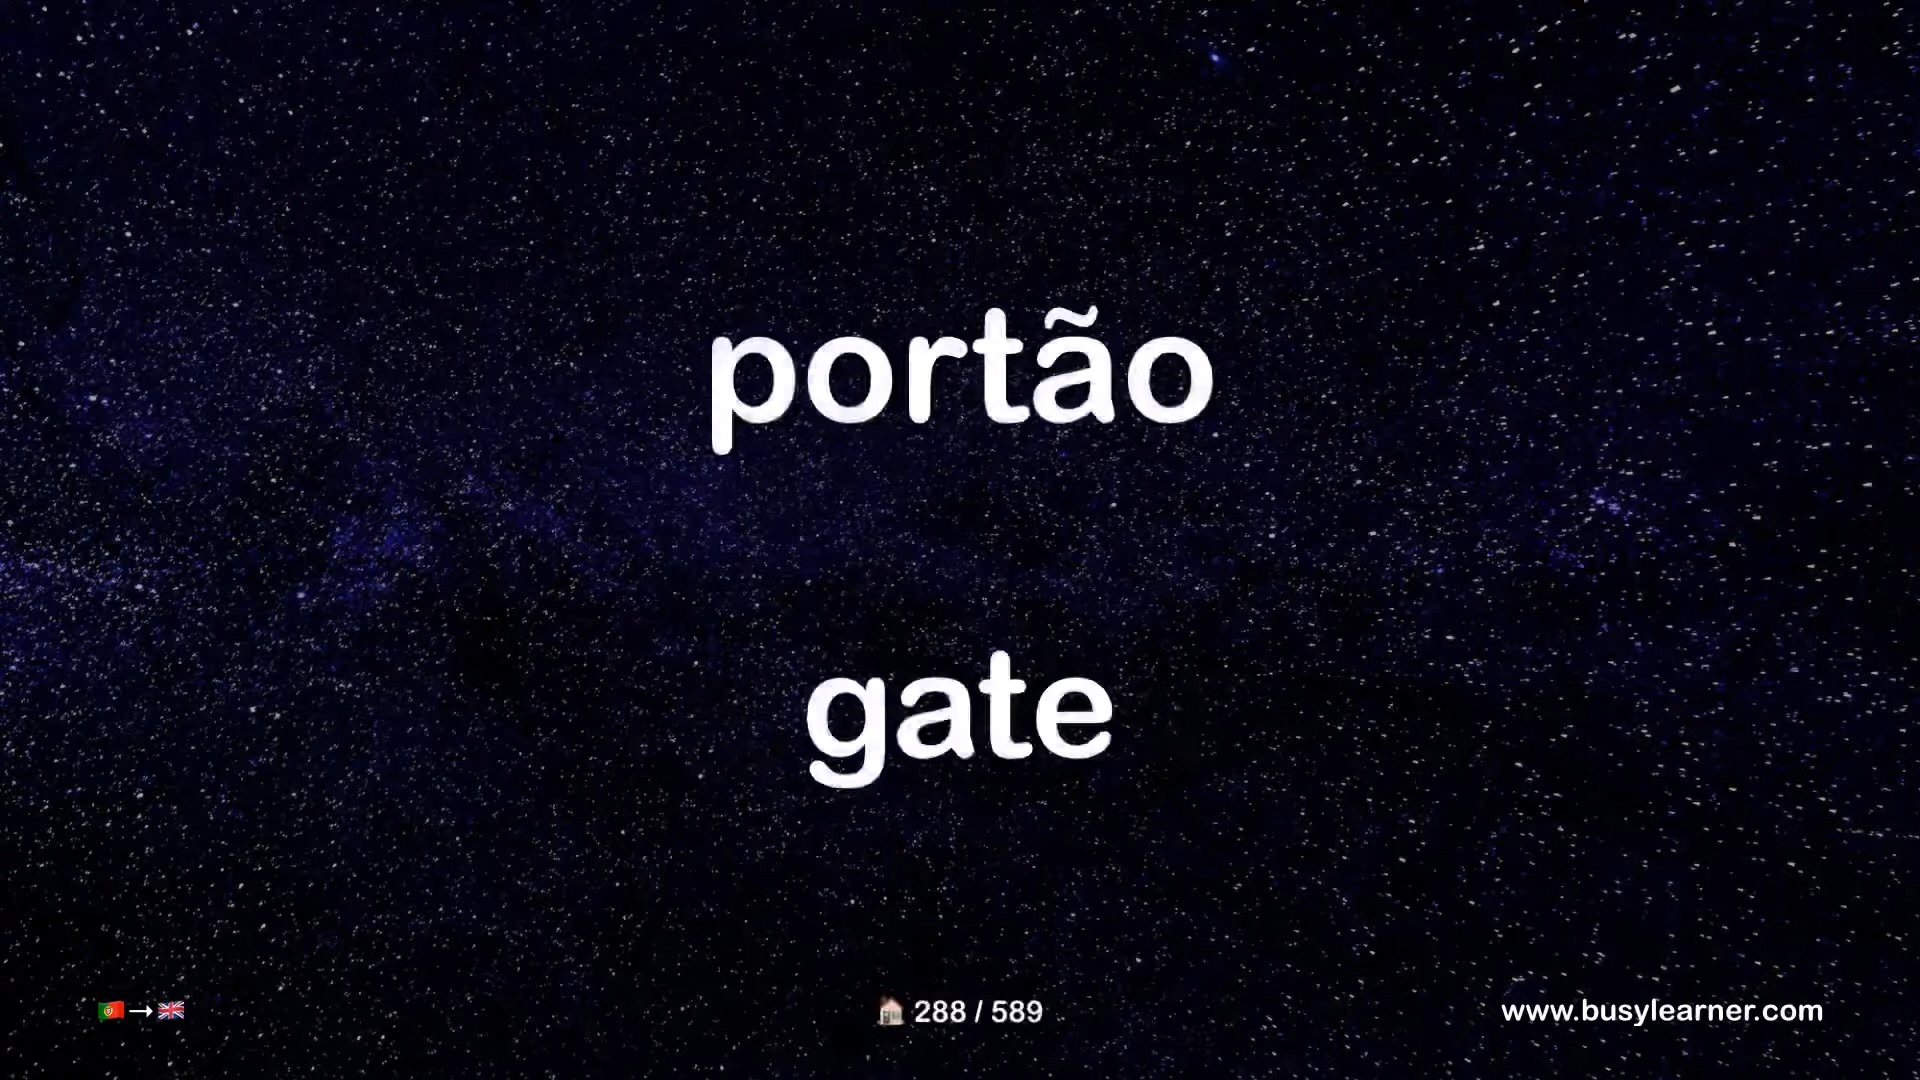 portão
gate
🇵🇹→🇬🇧
🏠 288 / 589
www.busylearner.com